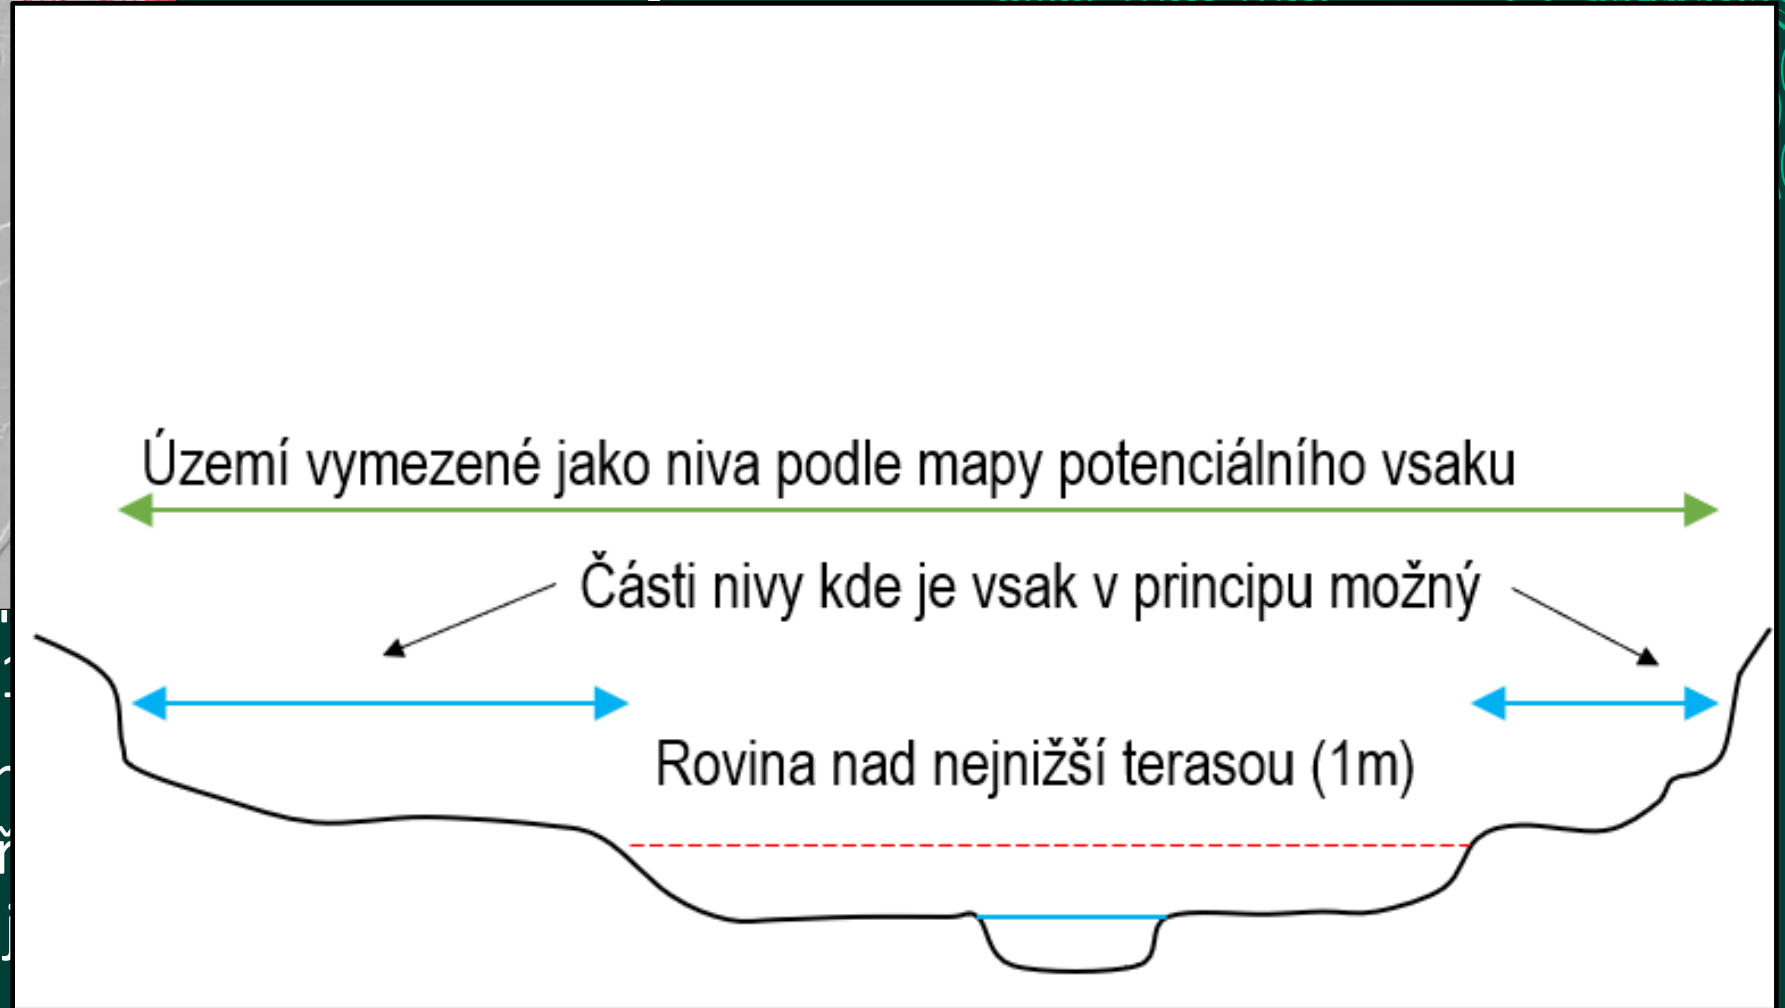 Území vymezené jako niva podle mapy potenciálního vsaku
Části nivy kde je vsak v principu možný
Rovina nad nejnižší terasou (1m)